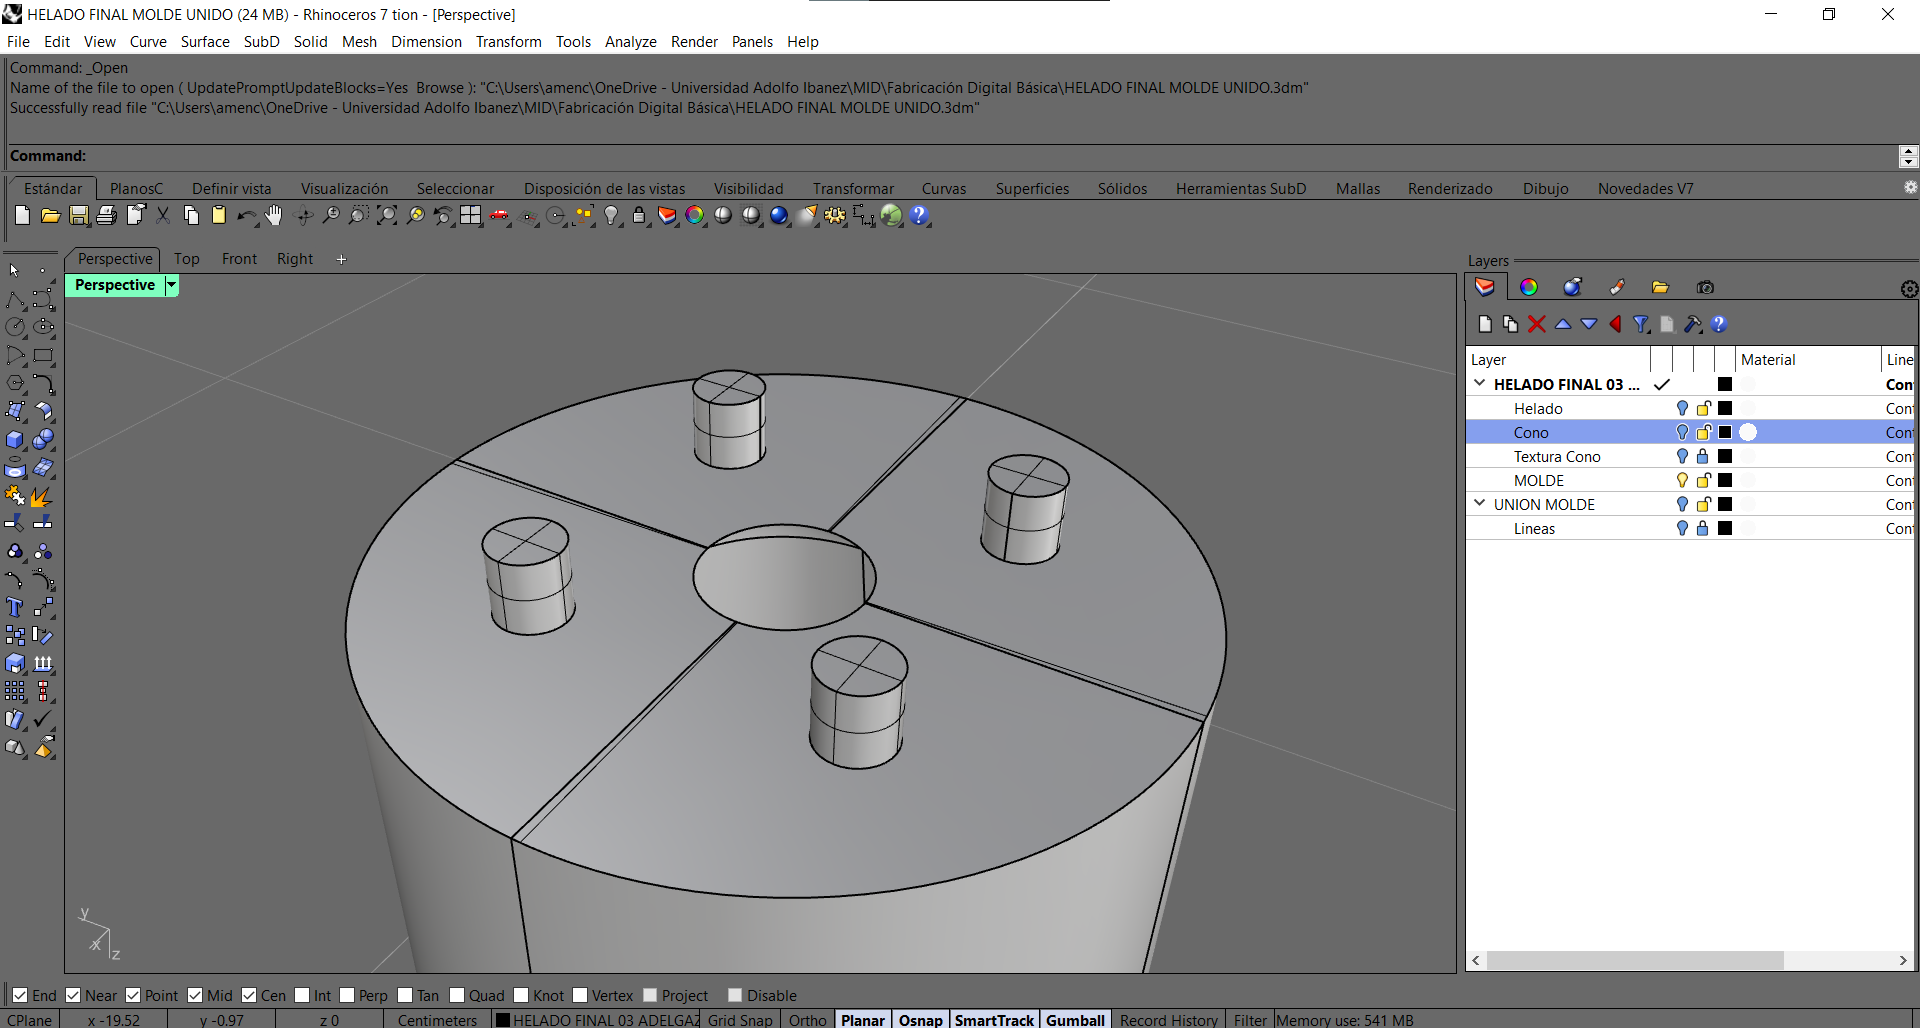 HELADO FINAL MOLDE UNIDO (24 MB) - Rhinoceros 7 tion - [Perspective]
File Edit View Curve Surface SubD Solid Mesh Dimension Transform Tools Analyze Render Panels Help
Command: _Open
Name of the file to open ( UpdatePromptUpdateBlocks=Yes Browse ): "C:\Users\amenc\OneDrive - Universidad Adolfo Ibanez\MID\Fabricación Digital Básica\HELADO FINAL MOLDE UNIDO.3dm"
Successfully read file "C:\Users\amenc\OneDrive - Universidad Adolfo Ibanez\MID\Fabricación Digital Básica\HELADO FINAL MOLDE UNIDO.3dm"
Command:
Estándar PlanosC Definir vista Visualización Seleccionar Disposición de las vistas Visibilidad Transformar Curvas Superficies Sólidos Herramientas SubD Mallas Renderizado Dibujo Novedades V7
Perspective Top Front Right +
Perspective
y
x
z
Layers
Layer Material Line
HELADO FINAL 03 ... Con
Helado Cont
Cono Cont
Textura Cono Cont
MOLDE Cont
UNION MOLDE Cont
Lineas Cont
End Near Point Mid Cen Int Perp Tan Quad Knot Vertex Project Disable
CPlane x -19.52 y -0.97 z 0 Centimeters HELADO FINAL 03 ADELGAZ Grid Snap Ortho Planar Osnap SmartTrack Gumball Record History Filter Memory use: 541 MB